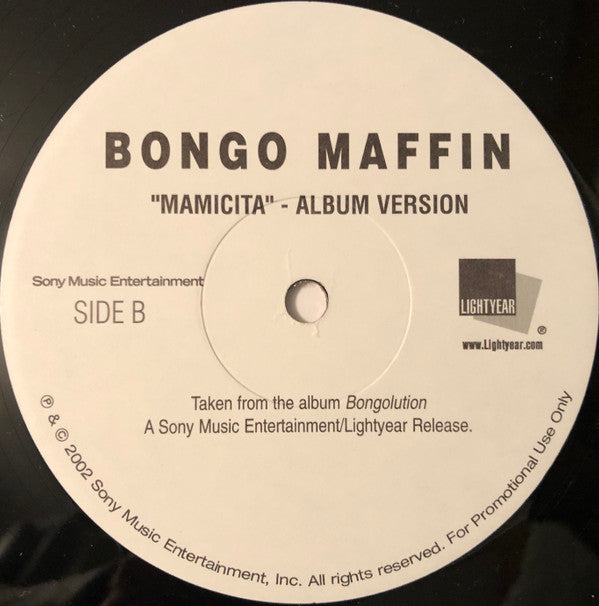 BONGO MAFFIN
"MAMICITA" - ALBUM VERSION
Sony Music Entertainment
SIDE B
LIGHTYEAR
®
www.Lightyear.com
Taken from the album Bongolution
A Sony Music Entertainment/Lightyear Release.
℗ & © 2002 Sony Music Entertainment, Inc. All rights reserved. For Promotional Use Only